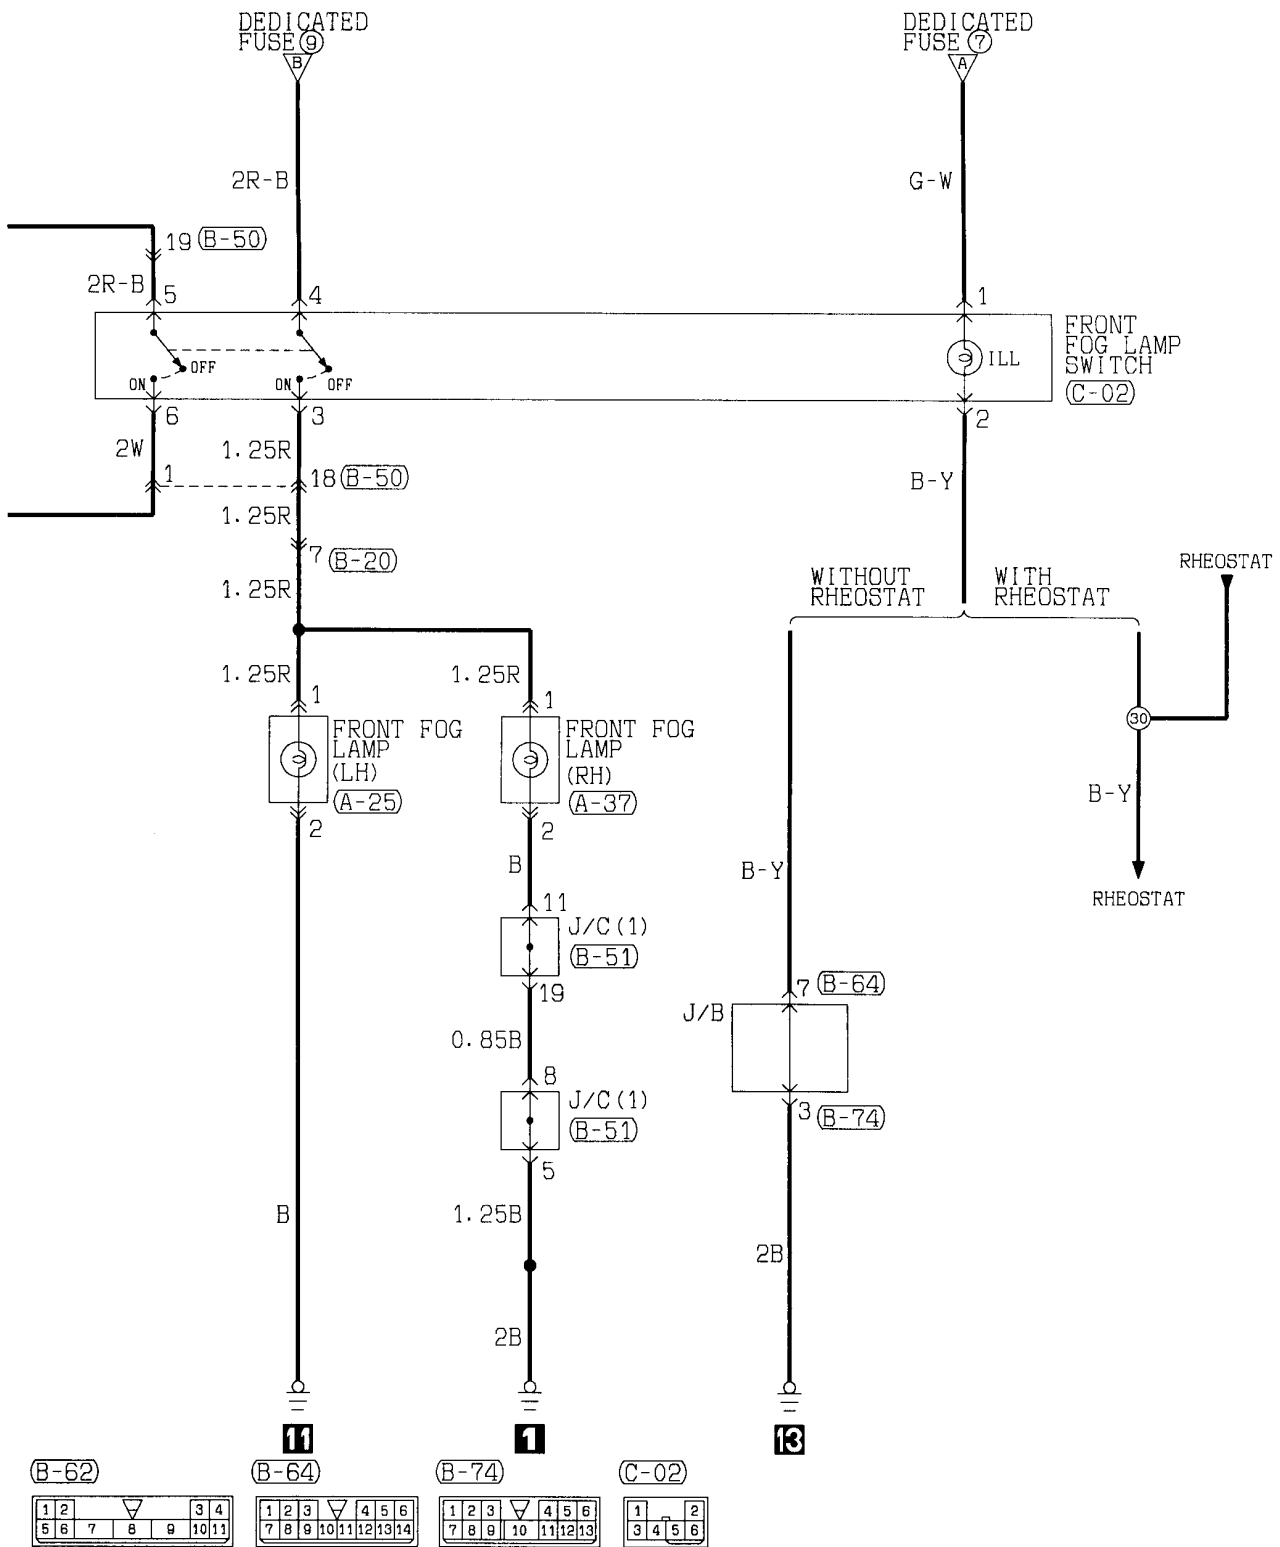 DEDICATED
FUSE ⑨
B
DEDICATED
FUSE ⑦
A
2R-B
G-W
19 (B-50)
2R-B
5
4
1
FRONT
FOG LAMP
SWITCH
(C-02)
OFF
ON
OFF
ON
ILL
6
3
2
2W
1.25R
1
18 (B-50)
B-Y
1.25R
7 (B-20)
1.25R
WITHOUT
RHEOSTAT
WITH
RHEOSTAT
RHEOSTAT
1.25R
1.25R
1
1
FRONT FOG
LAMP
(LH)
(A-25)
FRONT FOG
LAMP
(RH)
(A-37)
30
2
2
B-Y
B
B-Y
RHEOSTAT
11
J/C(1)
(B-51)
19
7 (B-64)
J/B
0.85B
8
J/C(1)
(B-51)
3 (B-74)
5
B
1.25B
2B
2B
11
1
13
(B-62)
(B-64)
(B-74)
(C-02)
1 2 3 4
5 6 7 8 9 10 11
1 2 3 4 5 6
7 8 9 10 11 12 13 14
1 2 3 4 5 6
7 8 9 10 11 12 13
1 2
3 4 5 6